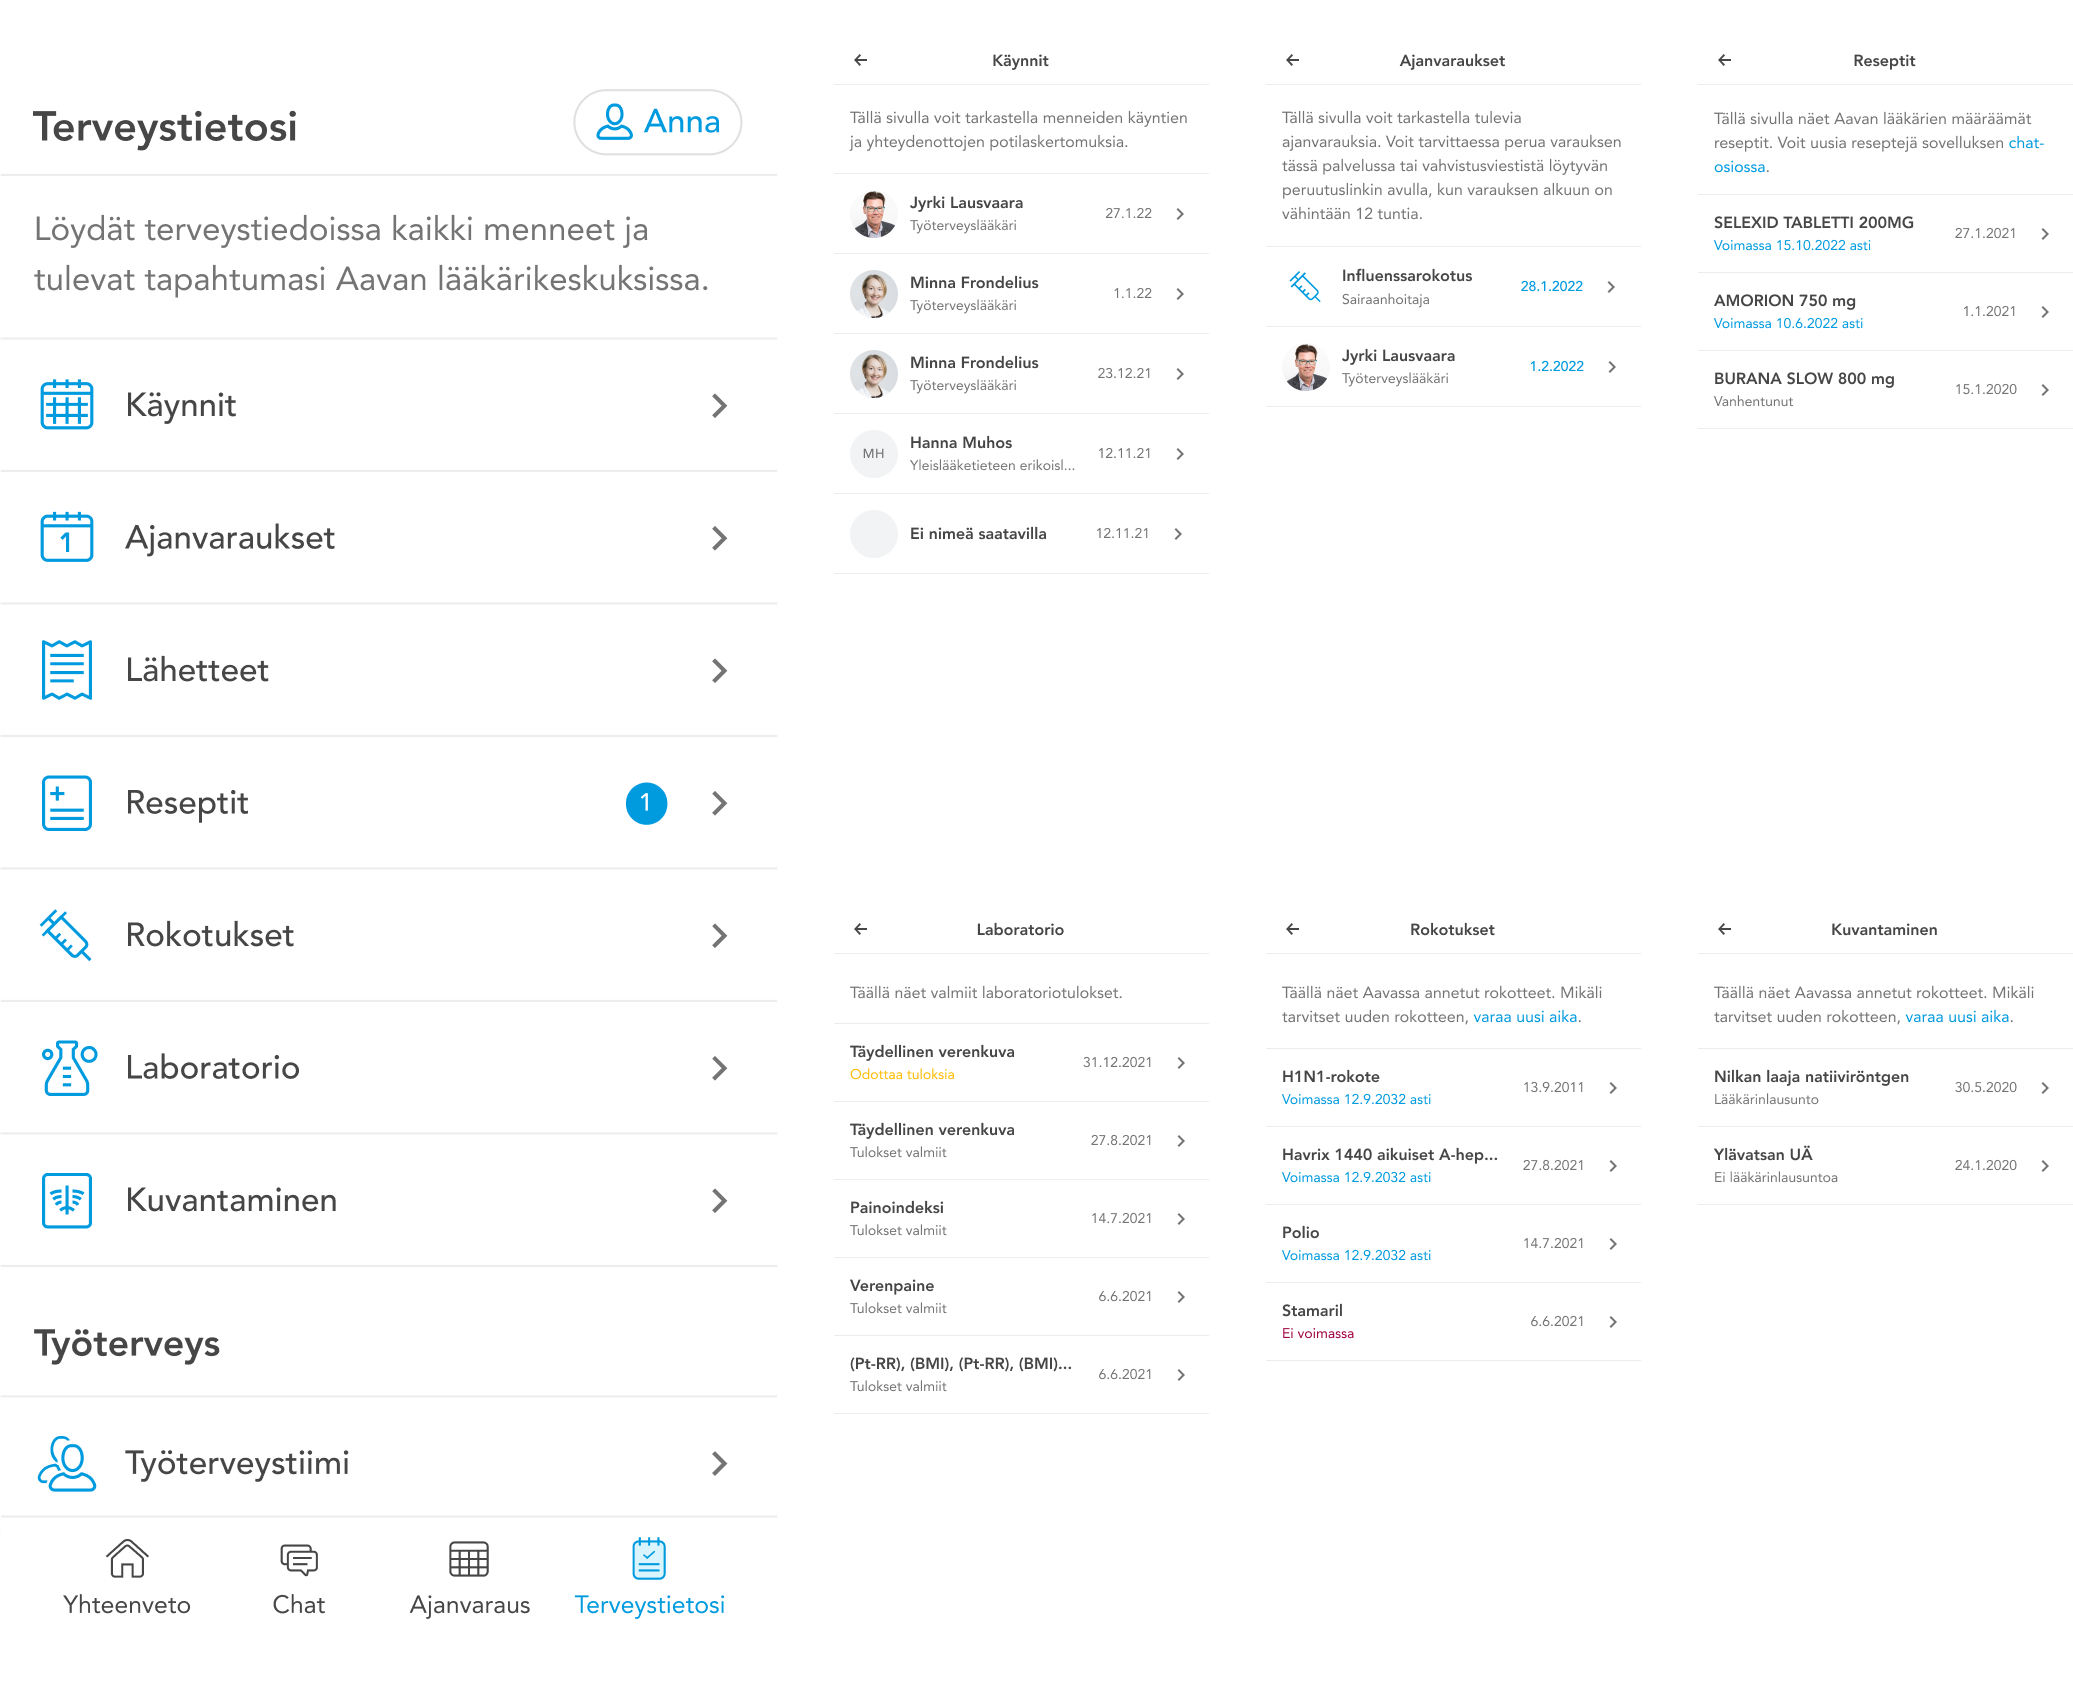 Terveystietosi
Anna
Löydät terveystiedoissa kaikki menneet ja
tulevat tapahtumasi Aavan lääkärikeskuksissa.
Käynnit
1
Ajanvaraukset
Lähetteet
Reseptit
1
Rokotukset
Laboratorio
Kuvantaminen
Työterveys
Työterveystiimi
Yhteenveto
Chat
Ajanvaraus
Terveystietosi
Käynnit
Tällä sivulla voit tarkastella menneiden käyntien
ja yhteydenottojen potilaskertomuksia.
Jyrki Lausvaara
Työterveyslääkäri
27.1.22
Minna Frondelius
Työterveyslääkäri
1.1.22
Minna Frondelius
Työterveyslääkäri
23.12.21
MH
Hanna Muhos
Yleislääketieteen erikoisl...
12.11.21
Ei nimeä saatavilla
12.11.21
Ajanvaraukset
Tällä sivulla voit tarkastella tulevia
ajanvarauksia. Voit tarvittaessa perua varauksen
tässä palvelussa tai vahvistusviestistä löytyvän
peruutuslinkin avulla, kun varauksen alkuun on
vähintään 12 tuntia.
Influenssarokotus
Sairaanhoitaja
28.1.2022
Jyrki Lausvaara
Työterveyslääkäri
1.2.2022
Reseptit
Tällä sivulla näet Aavan lääkärien määräämät
reseptit. Voit uusia reseptejä sovelluksen chat-
osiossa.
SELEXID TABLETTI 200MG
Voimassa 15.10.2022 asti
27.1.2021
AMORION 750 mg
Voimassa 10.6.2022 asti
1.1.2021
BURANA SLOW 800 mg
Vanhentunut
15.1.2020
Laboratorio
Täällä näet valmiit laboratoriotulokset.
Täydellinen verenkuva
Odottaa tuloksia
31.12.2021
Täydellinen verenkuva
Tulokset valmiit
27.8.2021
Painoindeksi
Tulokset valmiit
14.7.2021
Verenpaine
Tulokset valmiit
6.6.2021
(Pt-RR), (BMI), (Pt-RR), (BMI)...
Tulokset valmiit
6.6.2021
Rokotukset
Täällä näet Aavassa annetut rokotteet. Mikäli
tarvitset uuden rokotteen, varaa uusi aika.
H1N1-rokote
Voimassa 12.9.2032 asti
13.9.2011
Havrix 1440 aikuiset A-hep...
Voimassa 12.9.2032 asti
27.8.2021
Polio
Voimassa 12.9.2032 asti
14.7.2021
Stamaril
Ei voimassa
6.6.2021
Kuvantaminen
Täällä näet Aavassa annetut rokotteet. Mikäli
tarvitset uuden rokotteen, varaa uusi aika.
Nilkan laaja natiiviröntgen
Lääkärinlausunto
30.5.2020
Ylävatsan UÄ
Ei lääkärinlausuntoa
24.1.2020